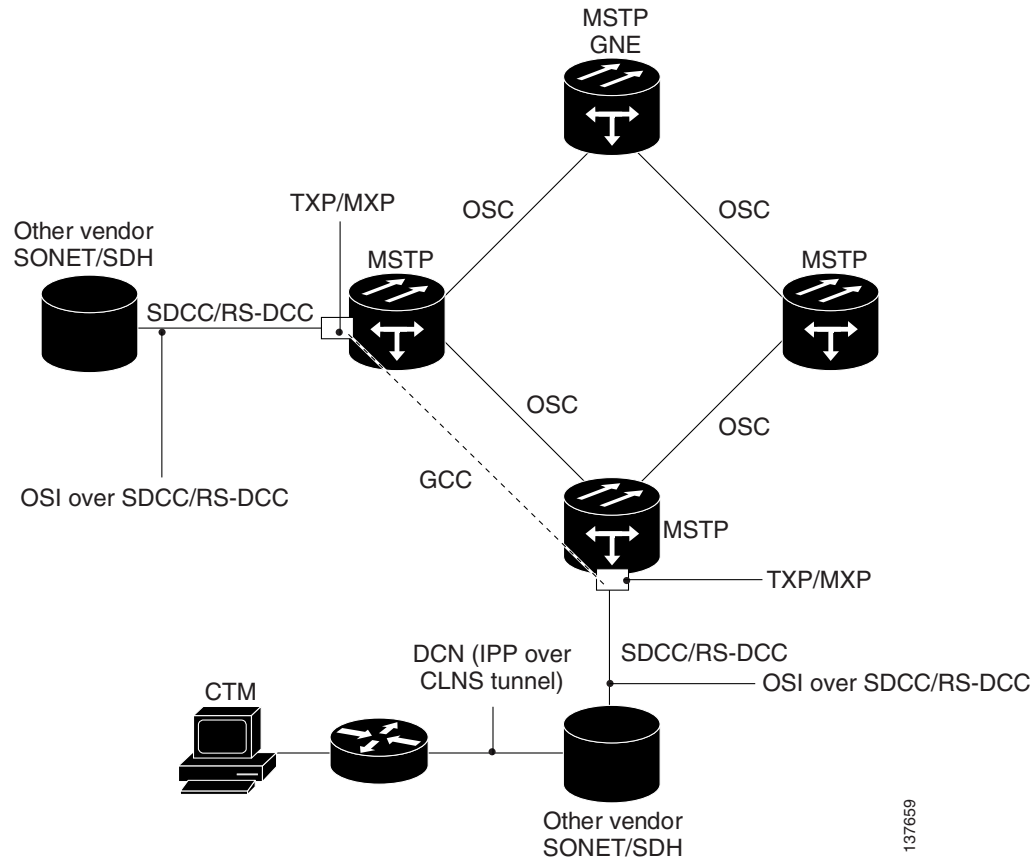 MSTP
GNE
TXP/MXP
OSC
OSC
Other vendor
SONET/SDH
MSTP
MSTP
SDCC/RS-DCC
OSC
OSC
GCC
OSI over SDCC/RS-DCC
MSTP
TXP/MXP
DCN (IPP over
CLNS tunnel)
SDCC/RS-DCC
OSI over SDCC/RS-DCC
CTM
Other vendor
SONET/SDH
137659